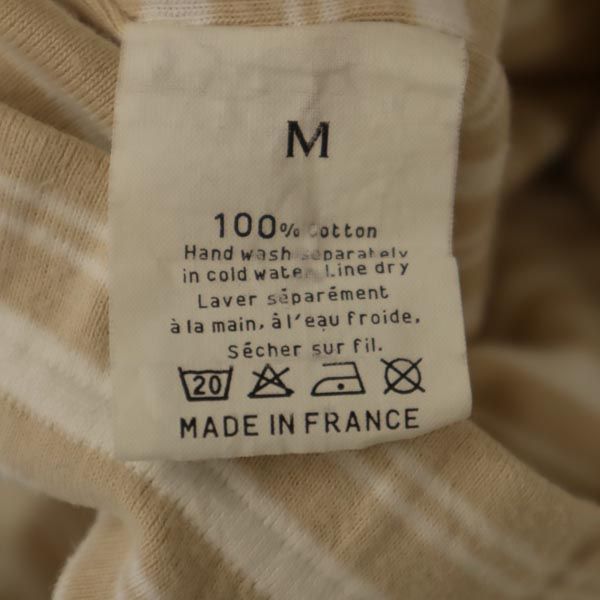 M
100% Cotton
Hand wash separately
in cold water. Line dry
Laver séparément
à la main, à l'eau froide.
Sécher sur fil.
20
MADE IN FRANCE